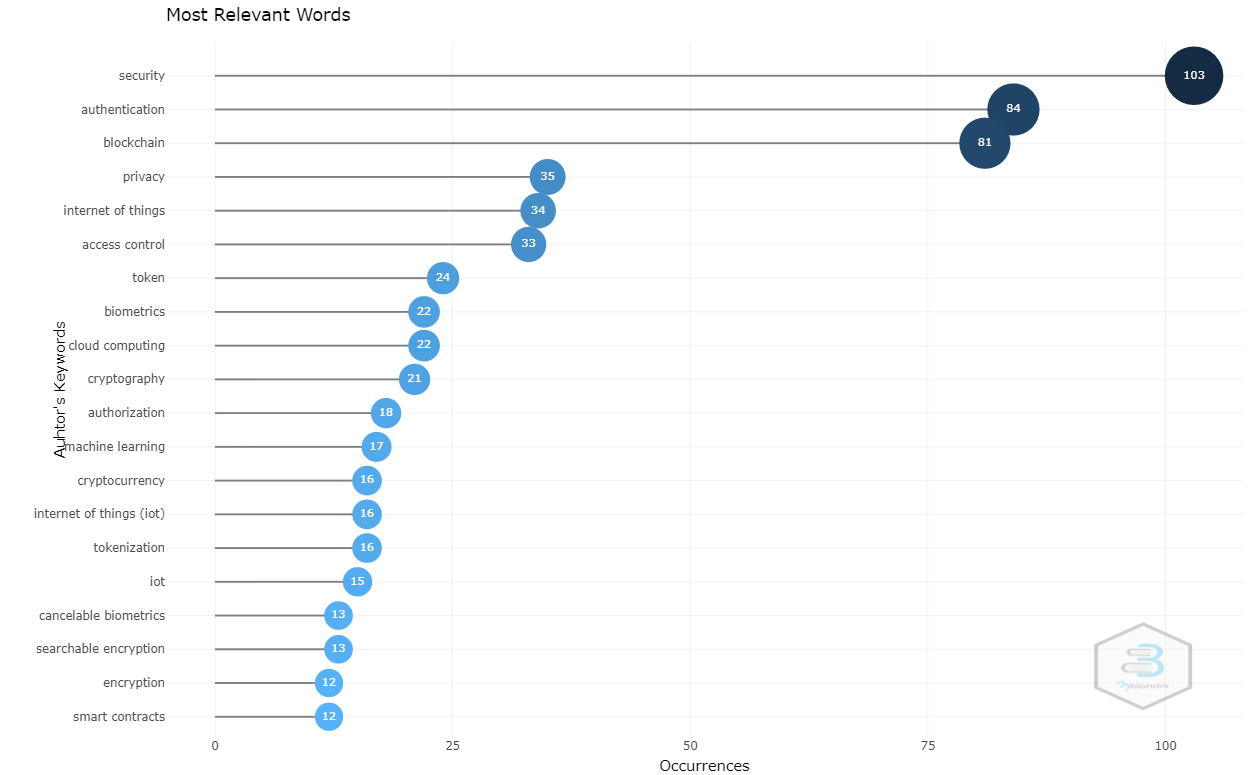 Most Relevant Words
security 103
authentication 84
blockchain 81
privacy 35
internet of things 34
access control 33
token 24
biometrics 22
cloud computing 22
cryptography 21
authorization 18
machine learning 17
cryptocurrency 16
internet of things (iot) 16
tokenization 16
iot 15
cancelable biometrics 13
searchable encryption 13
encryption 12
smart contracts 12
Auhtor's Keywords
0 25 50 75 100
Occurrences
bibliometrix